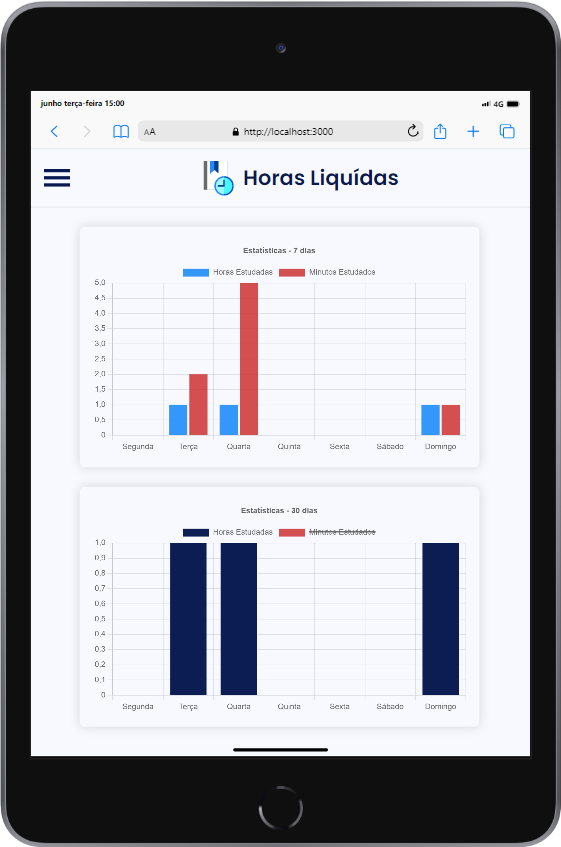 junho terça-feira 15:00
4G
AA
http://localhost:3000
Horas Liquídas
Estatísticas - 7 dias
Horas Estudadas Minutos Estudados
5,0
4,5
4,0
3,5
3,0
2,5
2,0
1,5
1,0
0,5
0
Segunda Terça Quarta Quinta Sexta Sábado Domingo
Estatísticas - 30 dias
Horas Estudadas Minutos Estudados
1,0
0,9
0,8
0,7
0,6
0,5
0,4
0,3
0,2
0,1
0
Segunda Terça Quarta Quinta Sexta Sábado Domingo